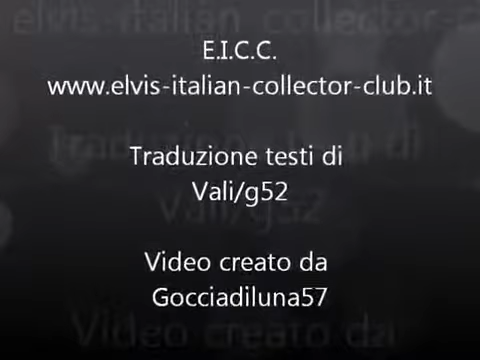 E.I.C.C.
www.elvis-italian-collector-club.it
Traduzione testi di
Vali/g52
Video creato da
Gocciadiluna57